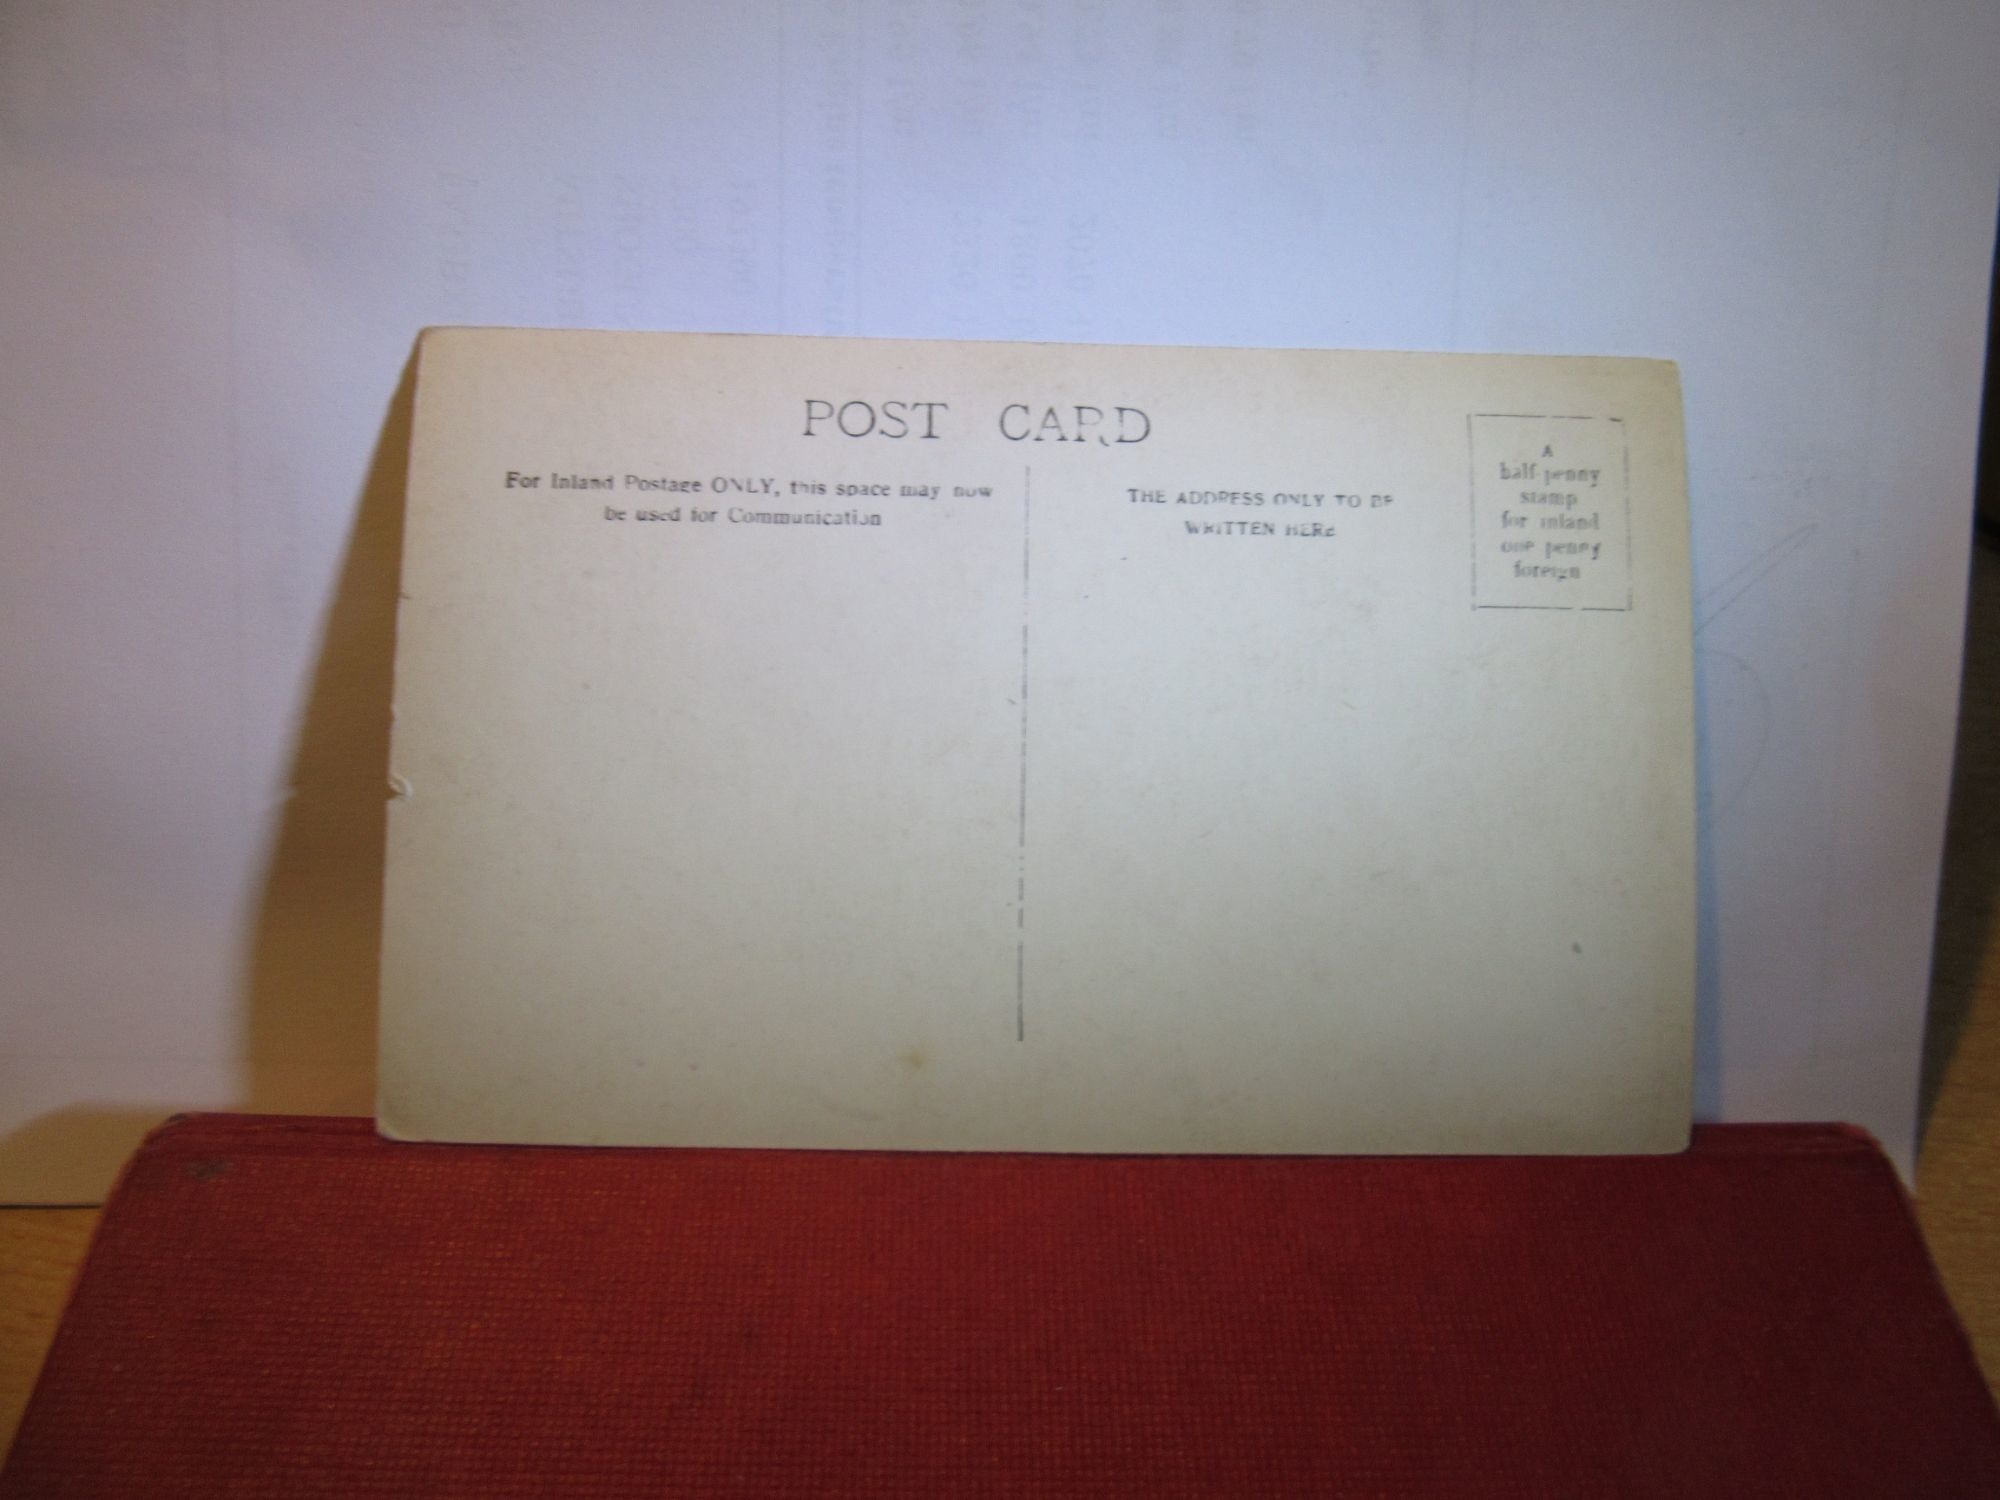 POST CARD
For Inland Postage ONLY, this space may now
be used for Communication
THE ADDRESS ONLY TO BE
WRITTEN HERE
A
half-penny
stamp
for inland
one penny
foreign